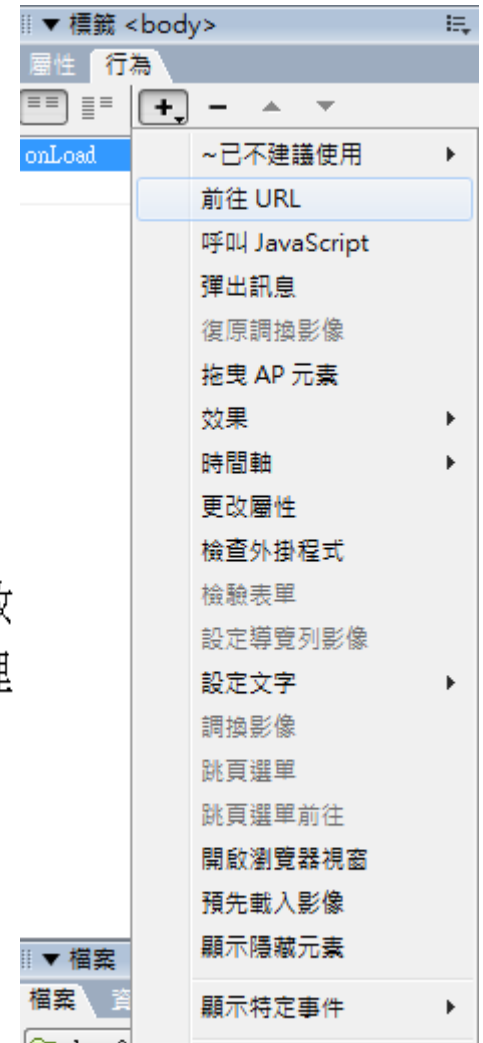 ▼ 標籤 <body>
屬性 行為
onLoad
~已不建議使用
前往 URL
呼叫 JavaScript
彈出訊息
復原調換影像
拖曳 AP 元素
效果
時間軸
更改屬性
檢查外掛程式
檢驗表單
設定導覽列影像
設定文字
調換影像
跳頁選單
跳頁選單前往
開啟瀏覽器視窗
預先載入影像
顯示隱藏元素
▼ 檔案
檔案 資
顯示特定事件